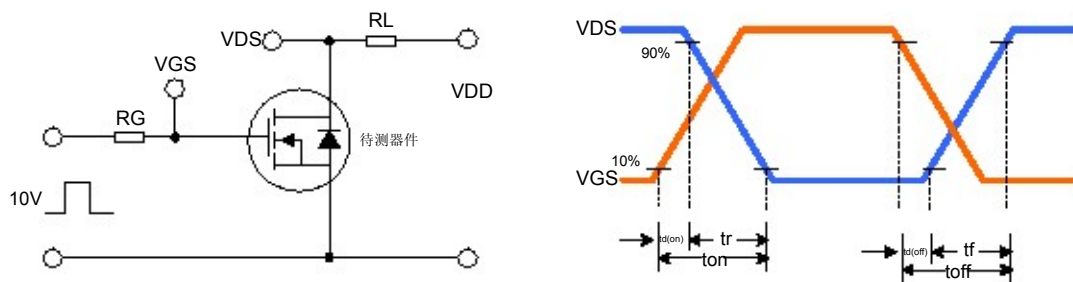 RL
VDS
VGS
VDD
RG
待测器件
10V
VDS
90%
10%
VGS
td(on)
tr
ton
td(off)
tf
toff